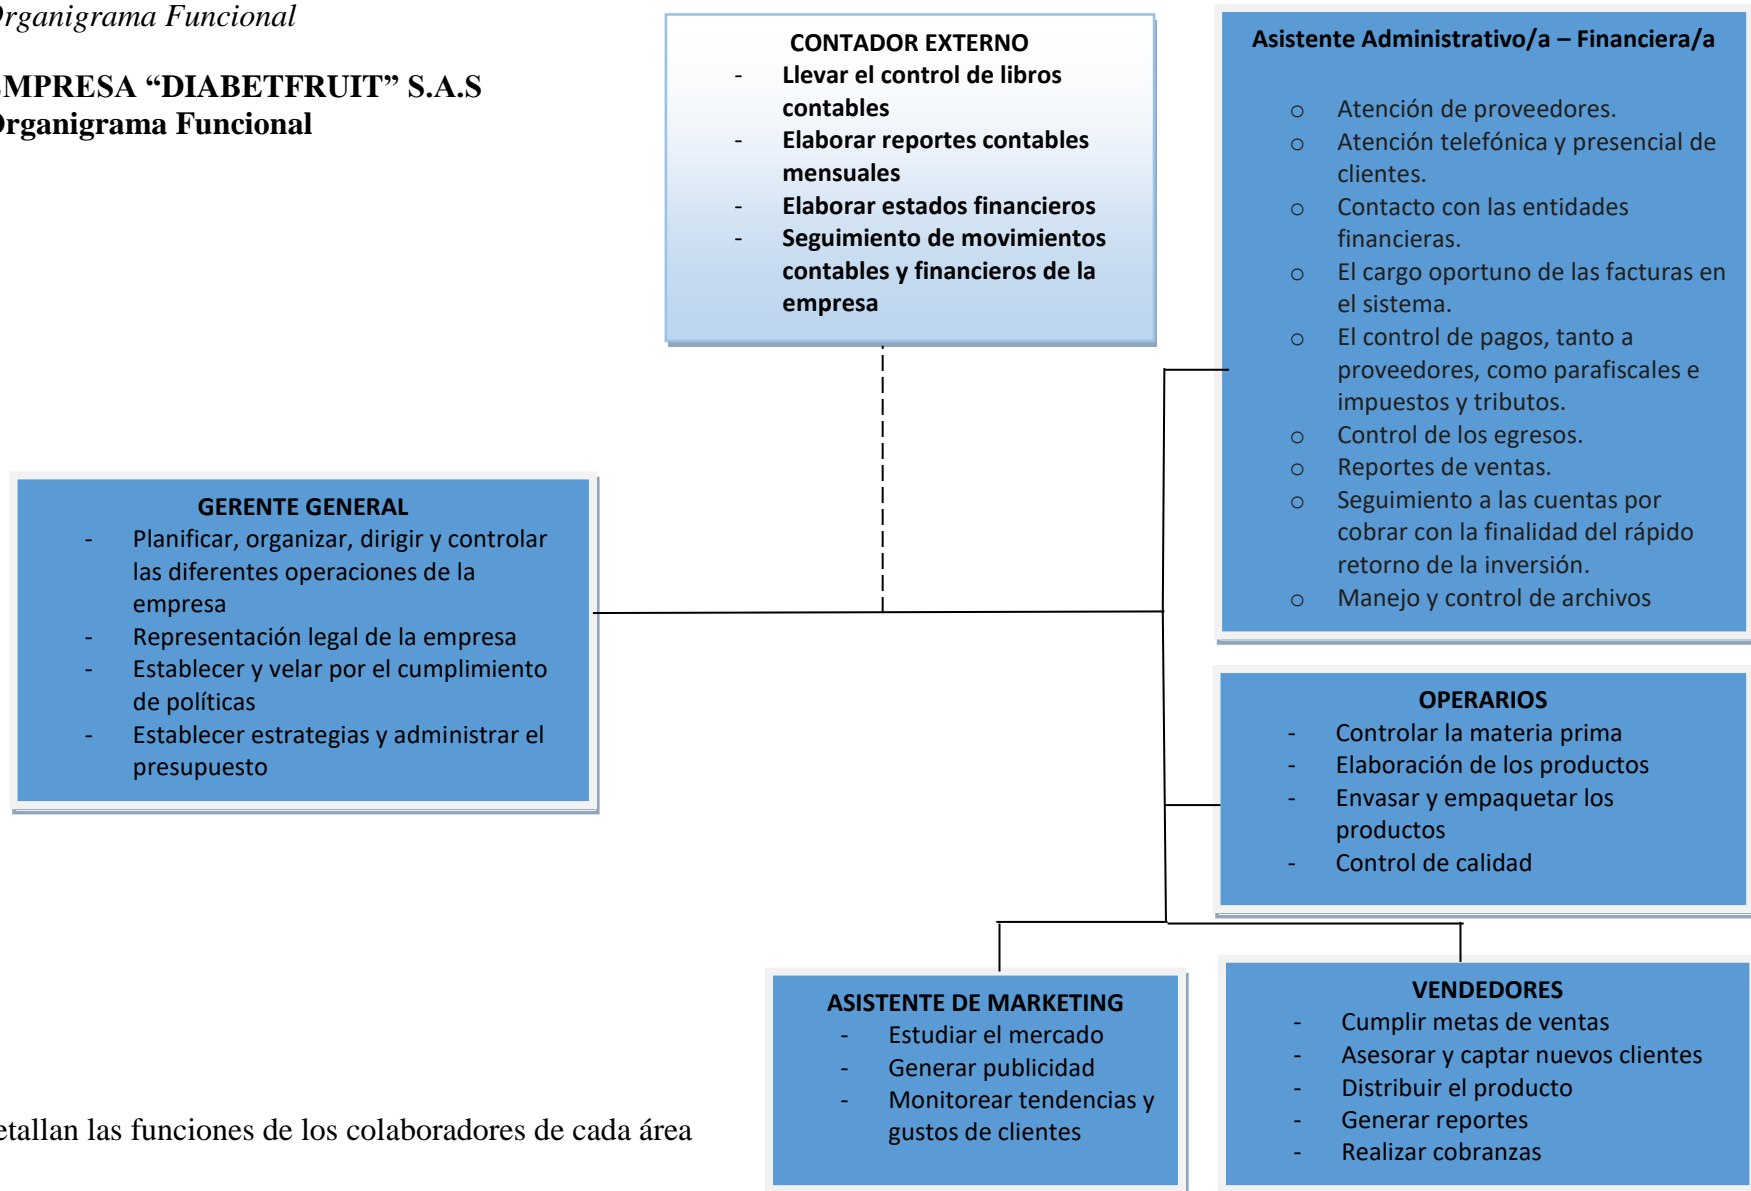 Organigrama Funcional
EMPRESA “DIABETFRUIT” S.A.S
Organigrama Funcional
CONTADOR EXTERNO
- Llevar el control de libros
contables
- Elaborar reportes contables
mensuales
- Elaborar estados financieros
- Seguimiento de movimientos
contables y financieros de la
empresa
Asistente Administrativo/a – Financiera/a
o Atención de proveedores.
o Atención telefónica y presencial de
clientes.
o Contacto con las entidades
financieras.
o El cargo oportuno de las facturas en
el sistema.
o El control de pagos, tanto a
proveedores, como parafiscales e
impuestos y tributos.
o Control de los egresos.
o Reportes de ventas.
o Seguimiento a las cuentas por
cobrar con la finalidad del rápido
retorno de la inversión.
o Manejo y control de archivos
GERENTE GENERAL
- Planificar, organizar, dirigir y controlar
las diferentes operaciones de la
empresa
- Representación legal de la empresa
- Establecer y velar por el cumplimiento
de políticas
- Establecer estrategias y administrar el
presupuesto
OPERARIOS
- Controlar la materia prima
- Elaboración de los productos
- Envasar y empaquetar los
productos
- Control de calidad
ASISTENTE DE MARKETING
- Estudiar el mercado
- Generar publicidad
- Monitorear tendencias y
gustos de clientes
VENDEDORES
- Cumplir metas de ventas
- Asesorar y captar nuevos clientes
- Distribuir el producto
- Generar reportes
- Realizar cobranzas
etallan las funciones de los colaboradores de cada área